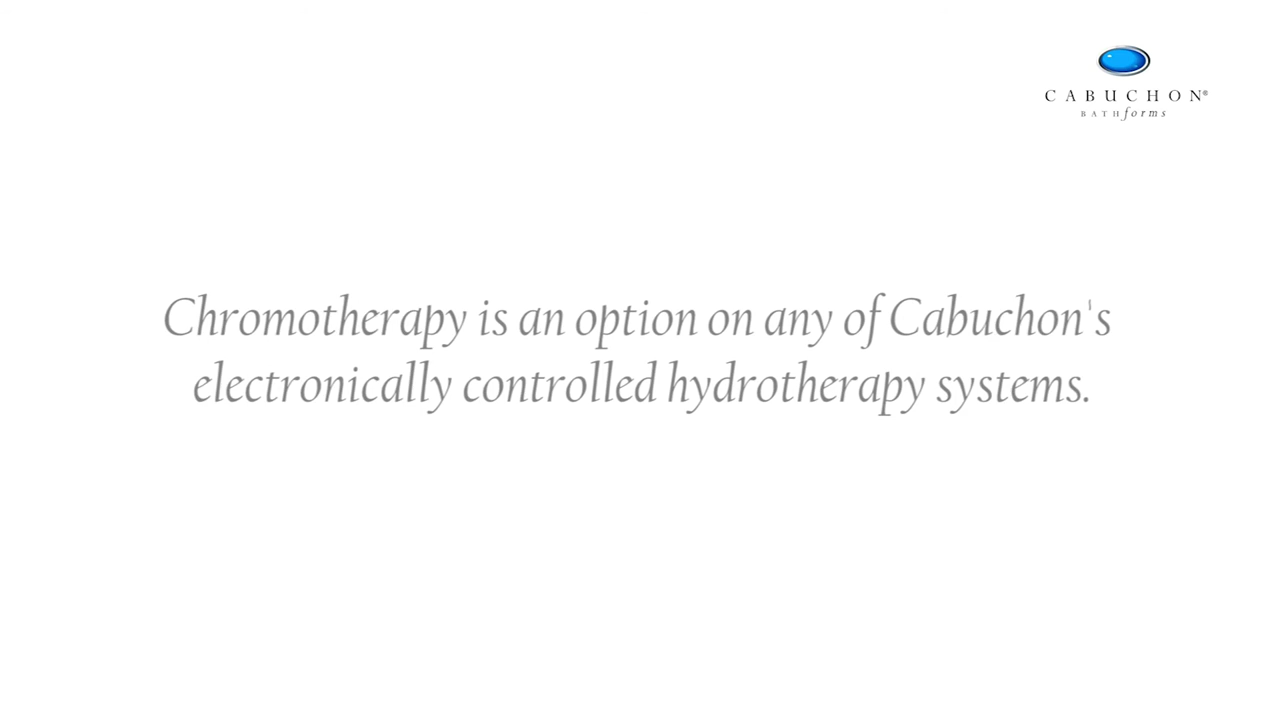 CABUCHON®
BATHforms
Chromotherapy is an option on any of Cabuchon's
electronically controlled hydrotherapy systems.